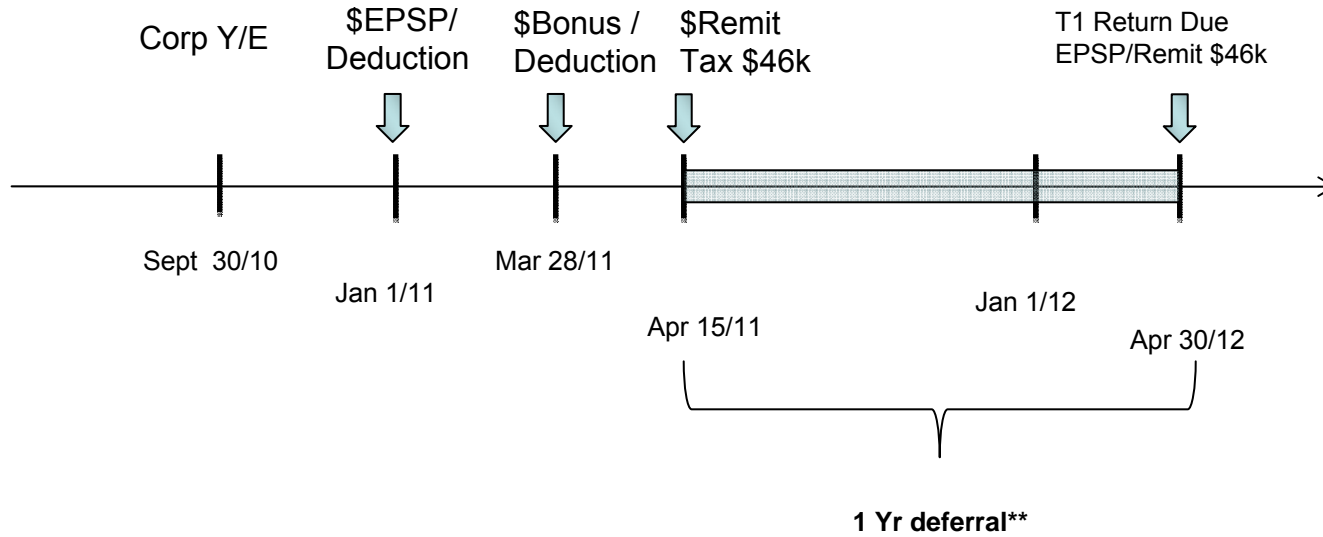 Corp Y/E
$EPSP/
Deduction
$Bonus /
Deduction
$Remit
Tax $46k
T1 Return Due
EPSP/Remit $46k
Sept 30/10
Jan 1/11
Mar 28/11
Apr 15/11
Jan 1/12
Apr 30/12
1 Yr deferral**